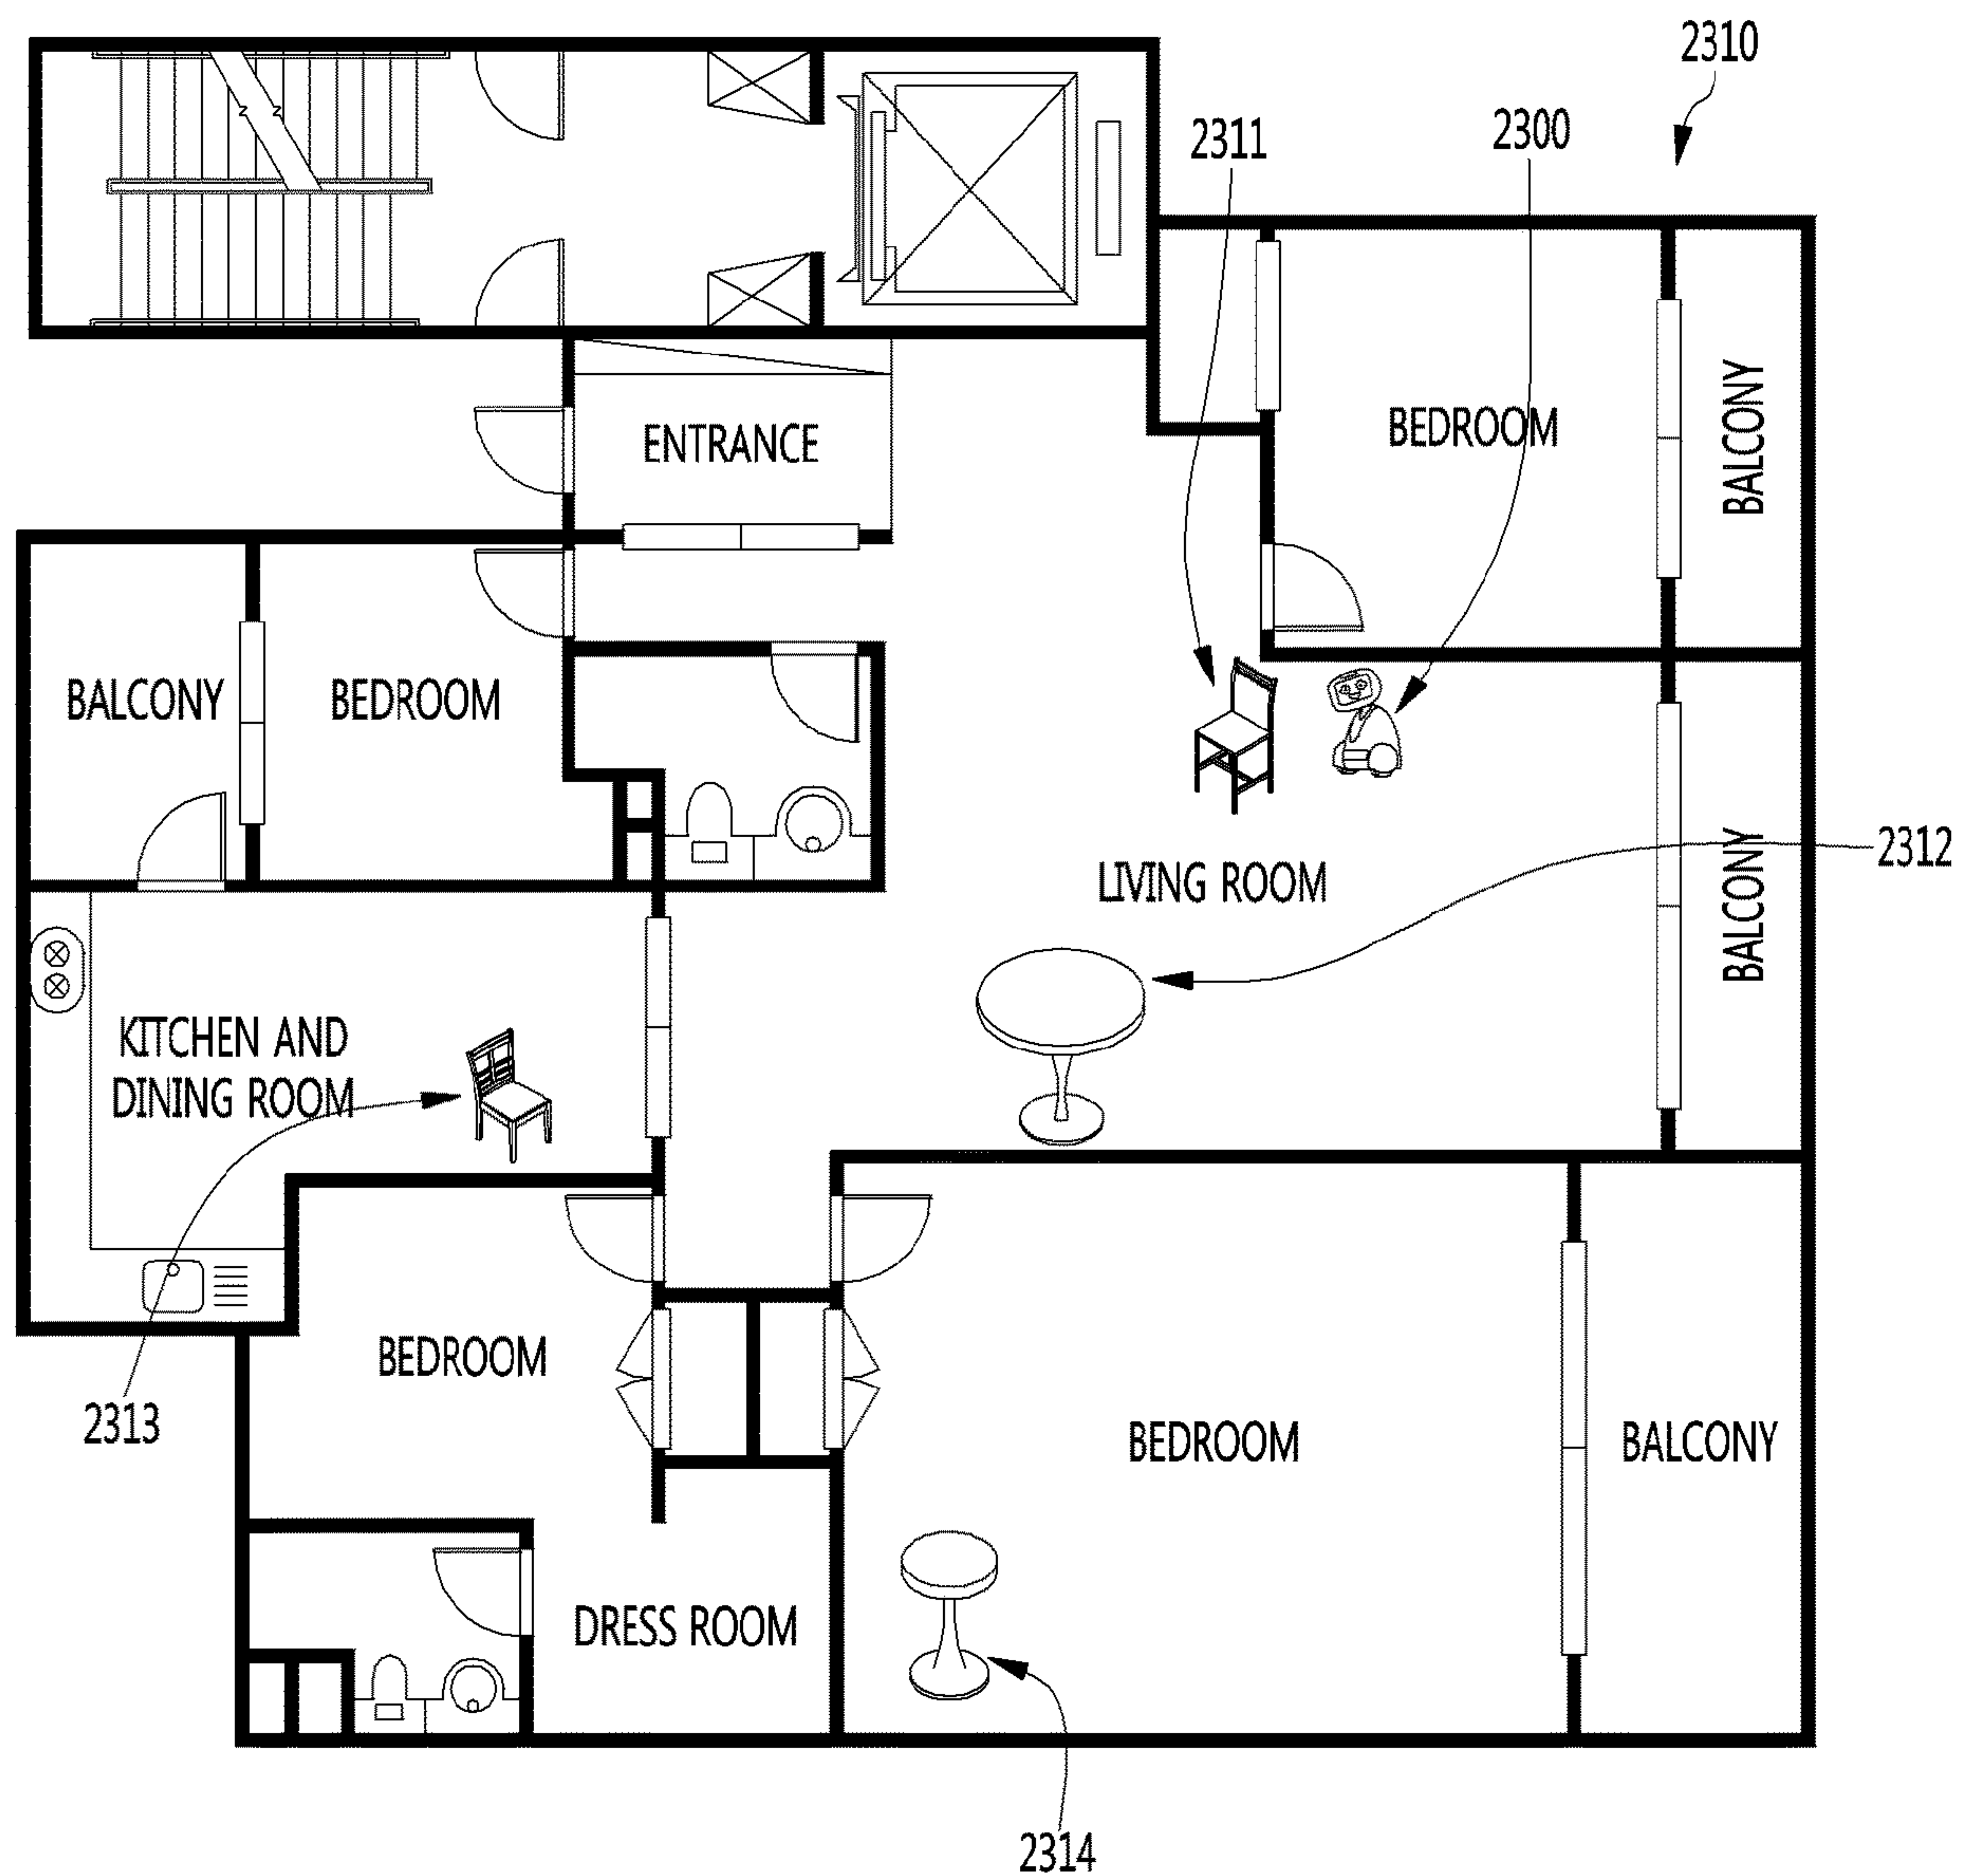 2310
2311
2300
ENTRANCE
BEDROOM
BALCONY
BALCONY
BEDROOM
LIVING ROOM
BALCONY
2312
KITCHEN AND
DINING ROOM
2313
BEDROOM
BEDROOM
BALCONY
DRESS ROOM
2314